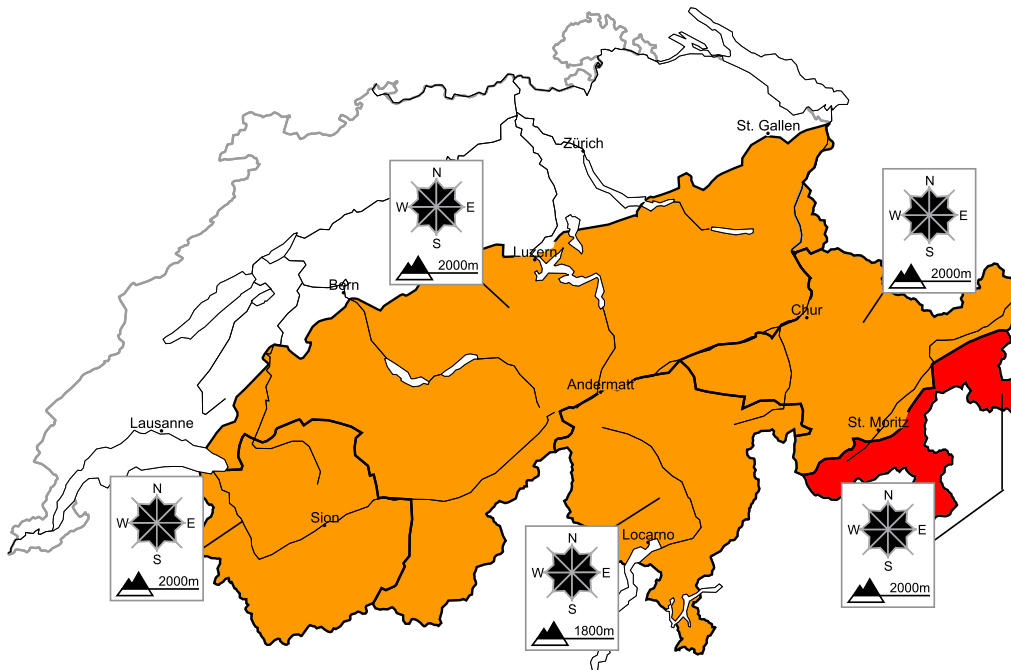 St. Gallen
Zürich
N
W E
S
2000m
N
W E
S
2000m
Luzern
Bern
Chur
Andermatt
Lausanne
St. Moritz
N
W E
S
2000m
Sion
N
W E
S
2000m
Locarno
N
W E
S
1800m